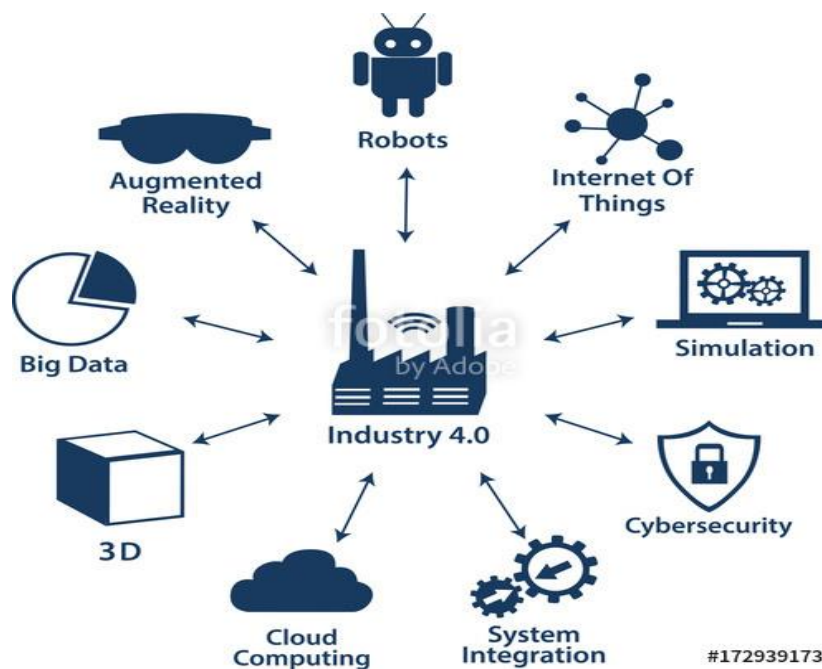 Robots
Augmented
Reality
Internet Of
Things
Big Data
fotolia
by Adobe
Simulation
Industry 4.0
3D
Cybersecurity
Cloud
Computing
System
Integration
#172939173